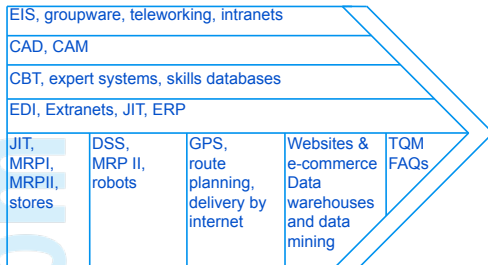 EIS, groupware, teleworking, intranets
CAD, CAM
CBT, expert systems, skills databases
EDI, Extranets, JIT, ERP
JIT,
MRPI,
MRPII,
stores
DSS,
MRP II,
robots
GPS,
route
planning,
delivery by
internet
Websites &
e-commerce
Data
warehouses
and data
mining
TQM
FAQs